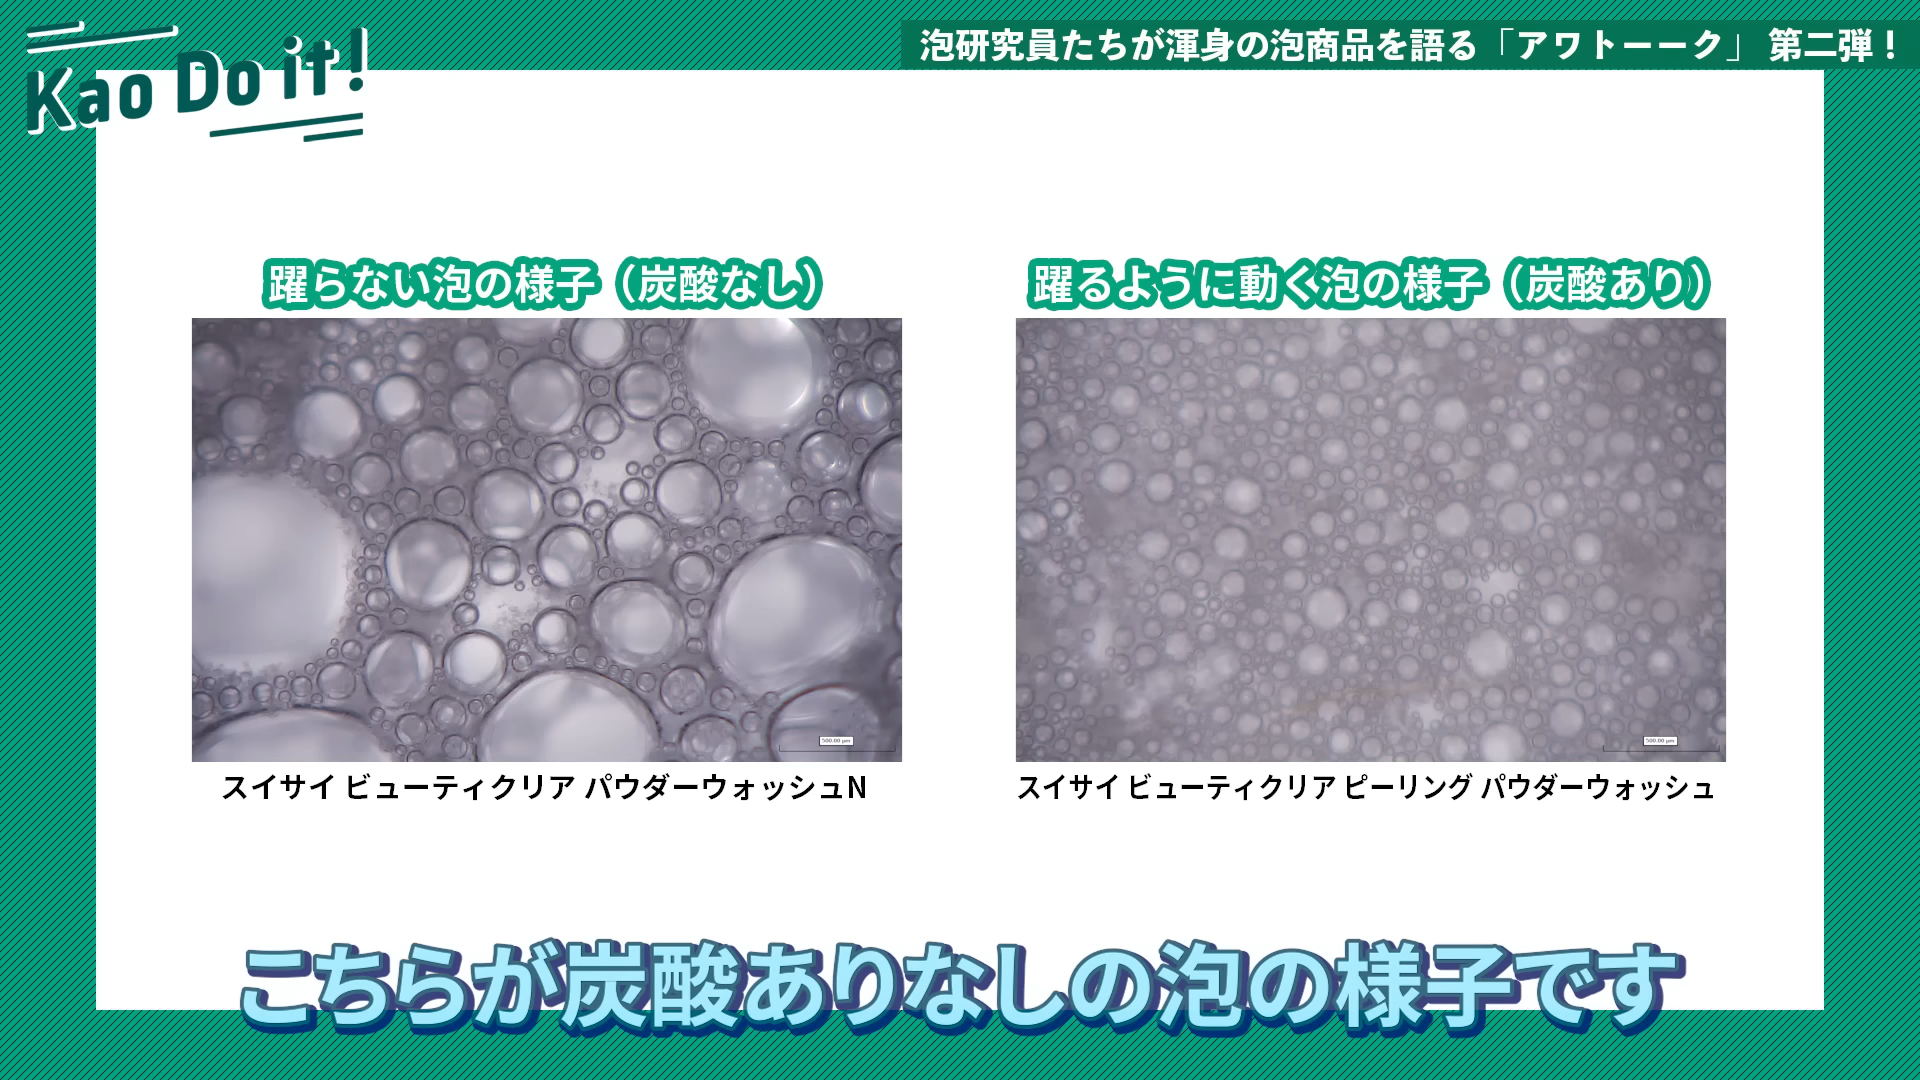 Kao Do it!
泡研究員たちが渾身の泡商品を語る「アワトーーク」 第二弾!
躍らない泡の様子(炭酸なし)
躍るように動く泡の様子(炭酸あり)
500.00 μm
500.00 μm
スイサイ ビューティクリア パウダーウォッシュN
スイサイ ビューティクリア ピーリング パウダーウォッシュ
こちらが炭酸ありなしの泡の様子です